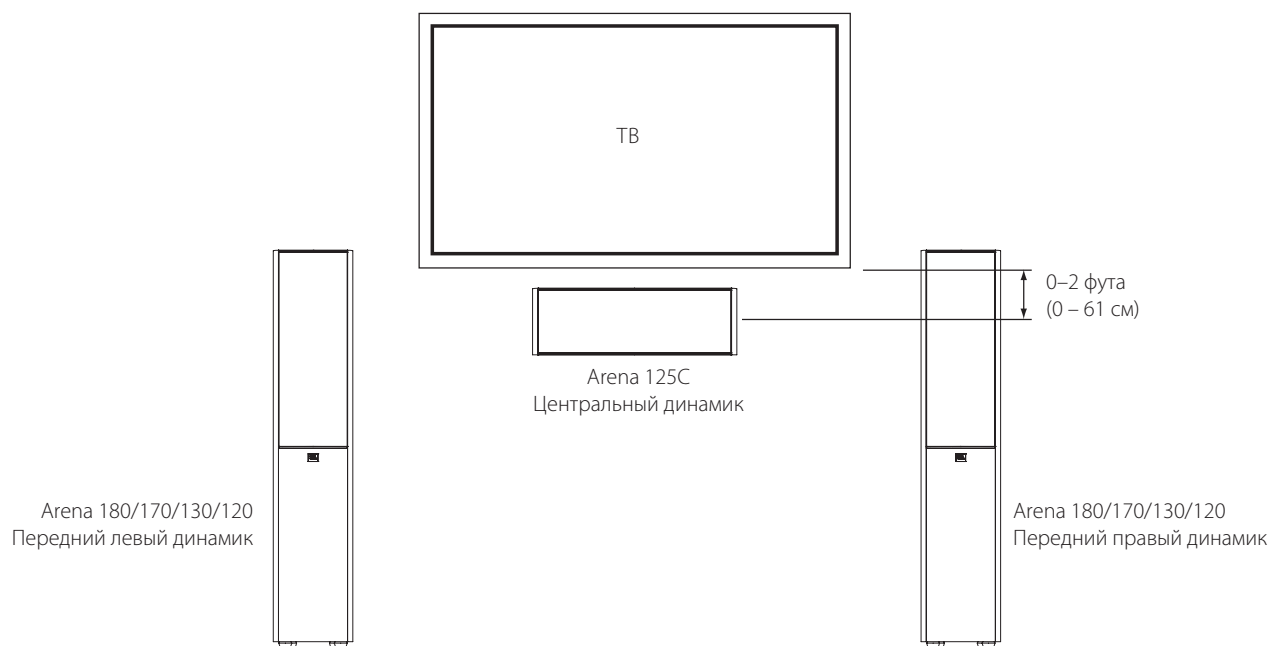 ТВ
0–2 фута
(0 – 61 см)
Arena 125C
Центральный динамик
Arena 180/170/130/120
Передний левый динамик
Arena 180/170/130/120
Передний правый динамик